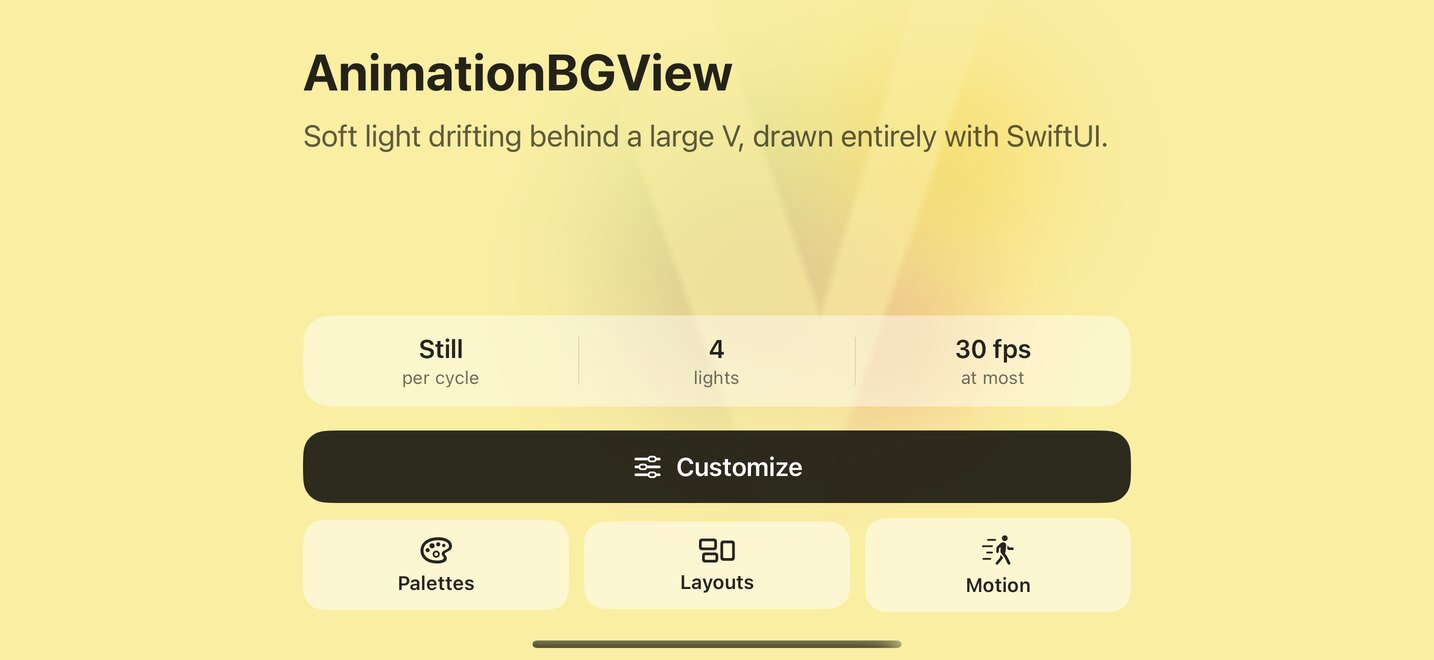 AnimationBGView
Soft light drifting behind a large V, drawn entirely with SwiftUI.
Still
per cycle
4
lights
30 fps
at most
Customize
Palettes
Layouts
Motion